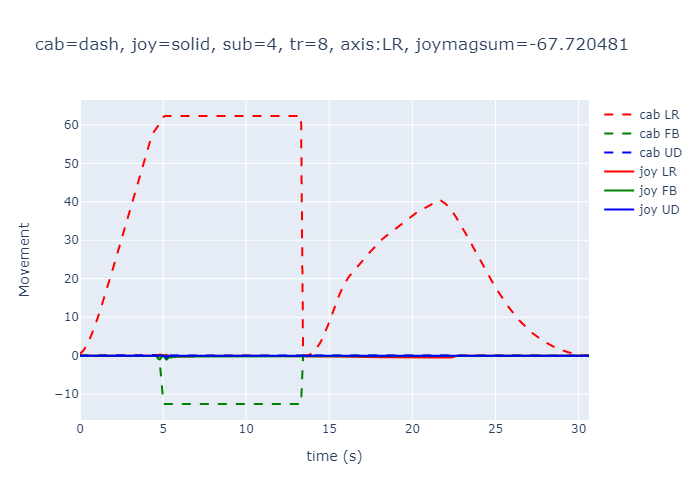 cab=dash, joy=solid, sub=4, tr=8, axis:LR, joymagsum=-67.720481
cab LR
cab FB
cab UD
joy LR
joy FB
joy UD
Movement
60
50
40
30
20
10
0
−10
0 5 10 15 20 25 30
time (s)